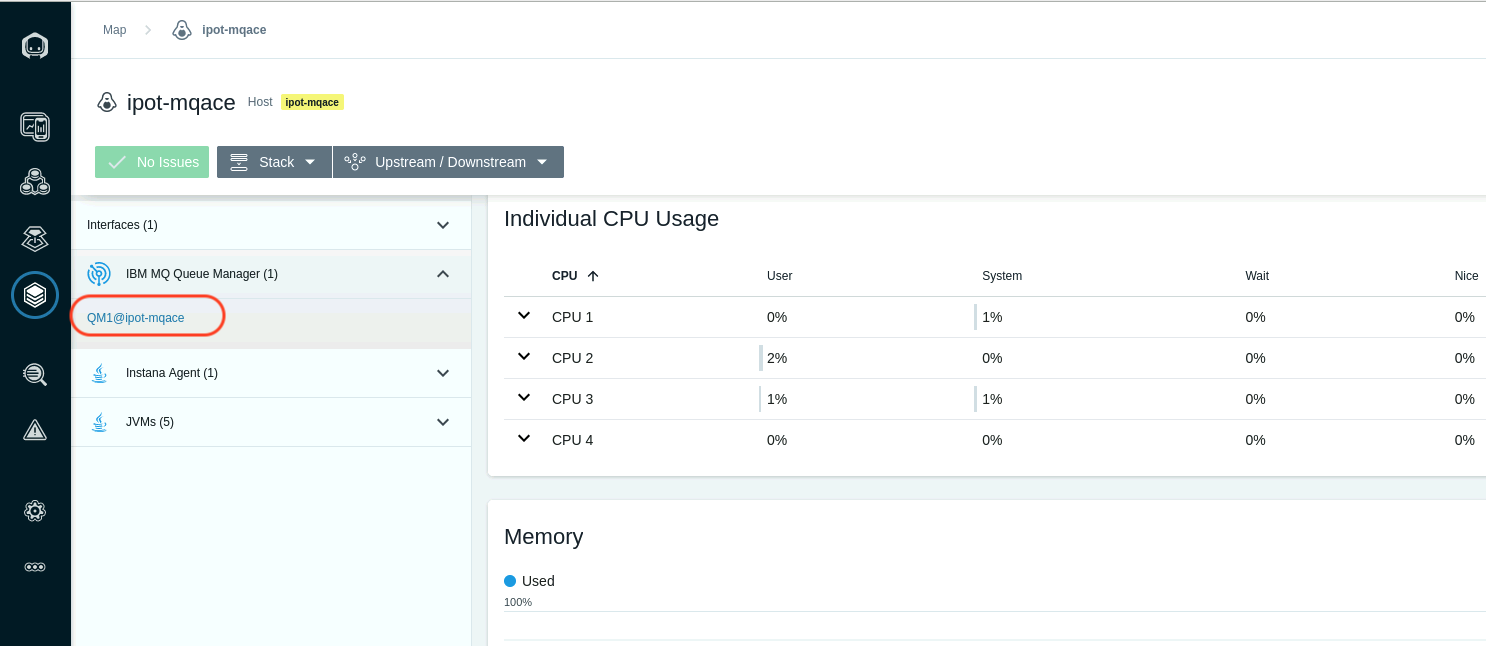 Map
ipot-mqace
ipot-mqace Host ipot-mqace
No Issues
Stack
Upstream / Downstream
Interfaces (1)
IBM MQ Queue Manager (1)
QM1@ipot-mqace
Instana Agent (1)
JVMs (5)
Individual CPU Usage
CPU User System Wait Nice
CPU 1 0% 1% 0% 0%
CPU 2 2% 0% 0% 0%
CPU 3 1% 1% 0% 0%
CPU 4 0% 0% 0% 0%
Memory
Used
100%